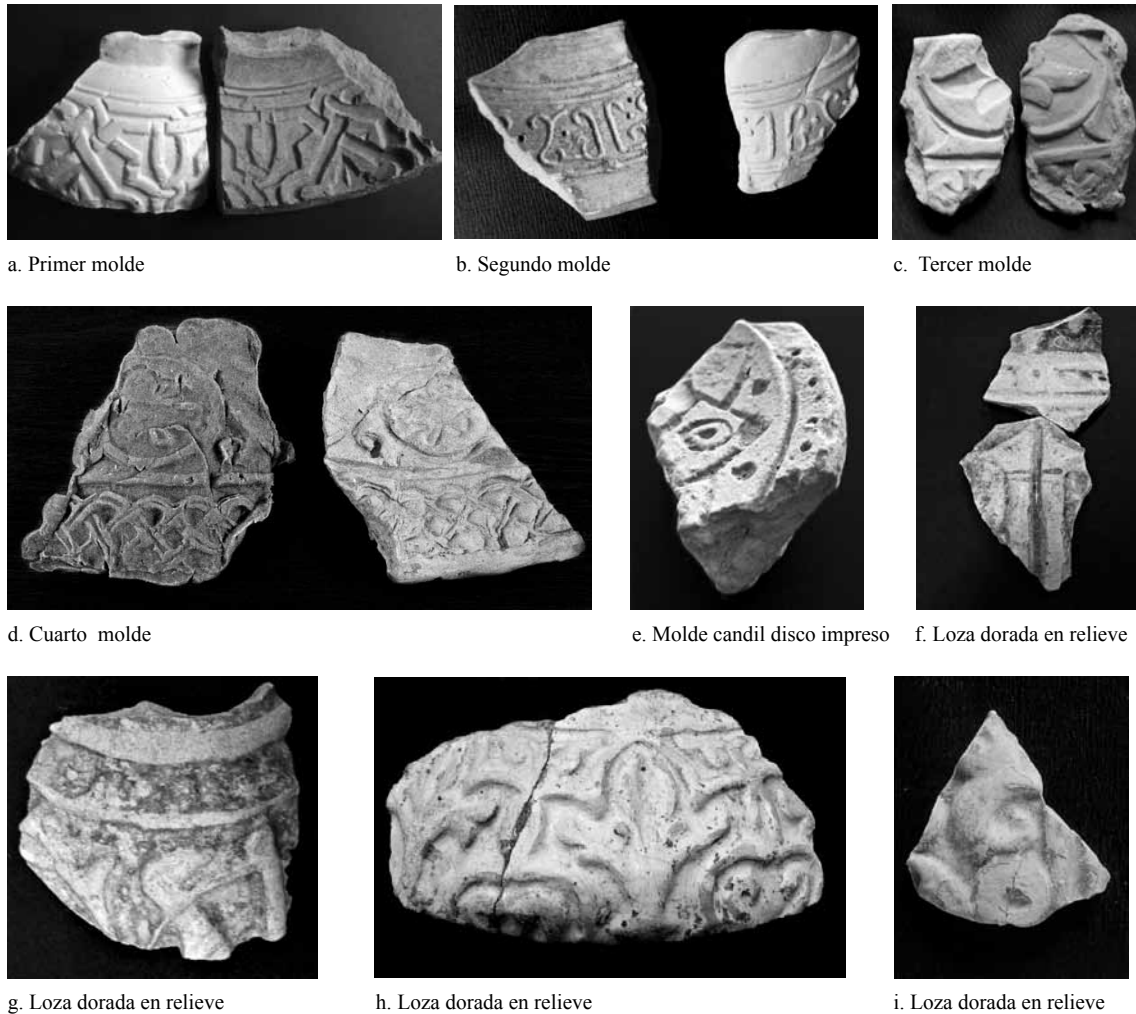 a. Primer molde
b. Segundo molde
c. Tercer molde
d. Cuarto molde
e. Molde candil disco impreso
f. Loza dorada en relieve
g. Loza dorada en relieve
h. Loza dorada en relieve
i. Loza dorada en relieve